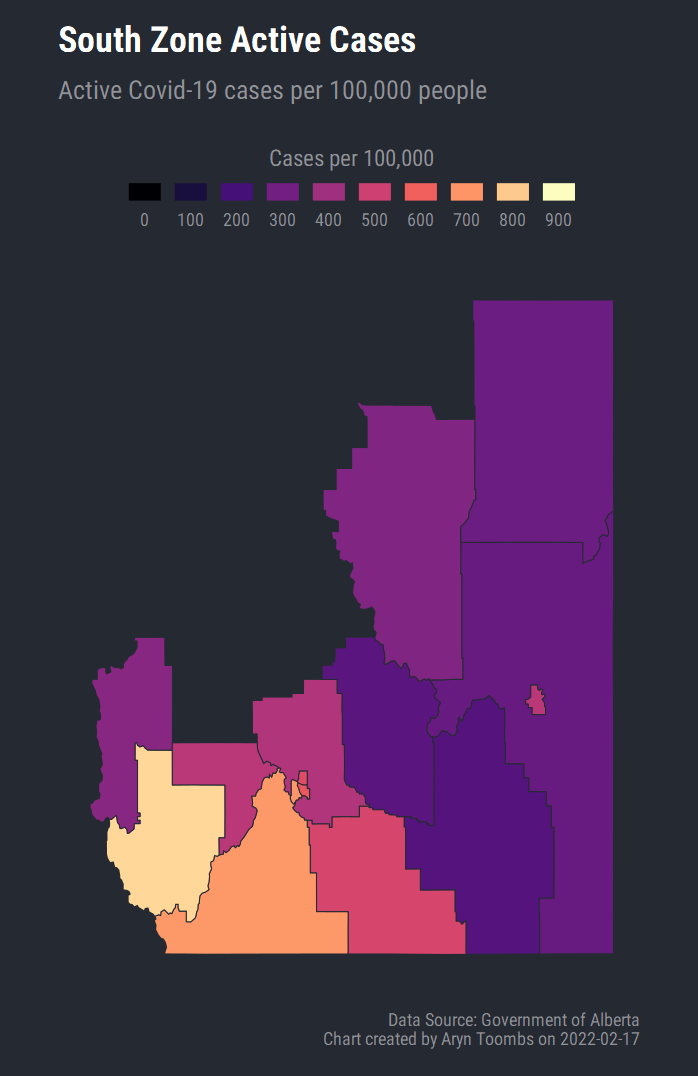 South Zone Active Cases
Active Covid-19 cases per 100,000 people
Cases per 100,000
0 100 200 300 400 500 600 700 800 900
Data Source: Government of Alberta
Chart created by Aryn Toombs on 2022-02-17